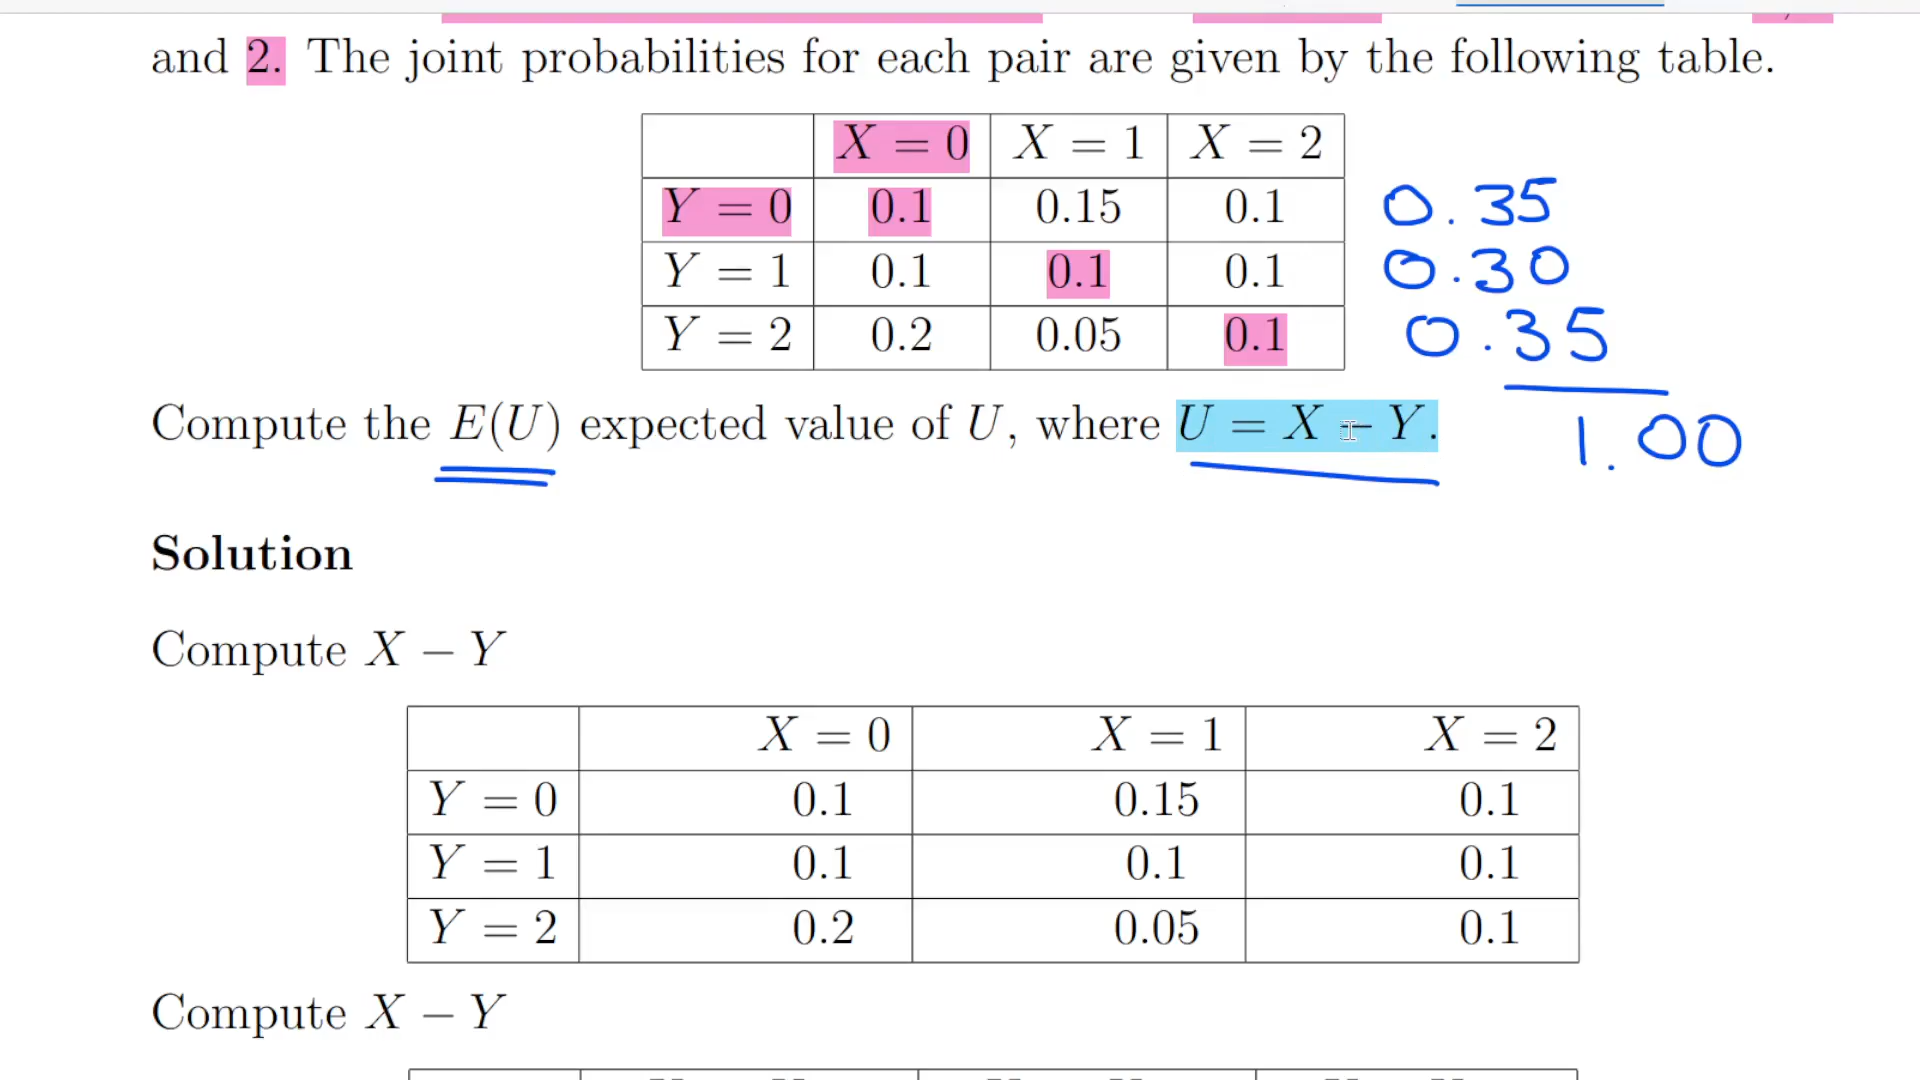 and 2. The joint probabilities for each pair are given by the following table.
X = 0 X = 1 X = 2
Y = 0 0.1 0.15 0.1 0.35
Y = 1 0.1 0.1 0.1 0.30
Y = 2 0.2 0.05 0.1 0.35
Compute the E(U) expected value of U, where U = X − Y. 1.00
Solution
Compute X − Y
X = 0 X = 1 X = 2
Y = 0 0.1 0.15 0.1
Y = 1 0.1 0.1 0.1
Y = 2 0.2 0.05 0.1
Compute X − Y